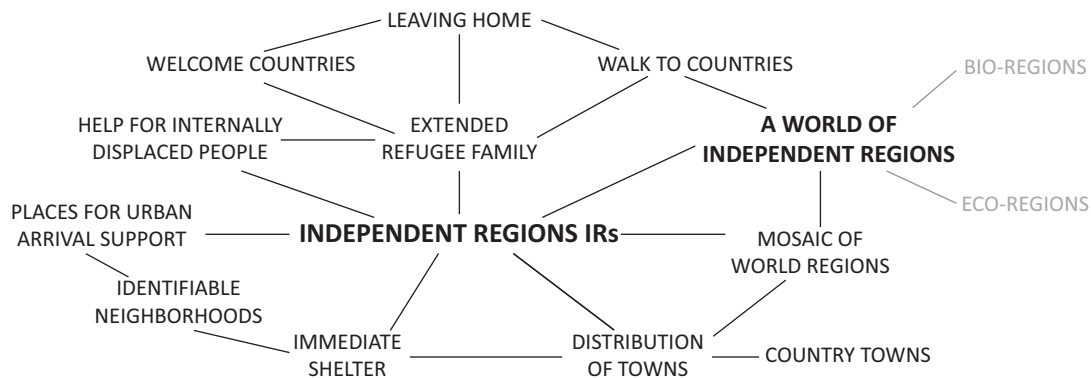 LEAVING HOME
WELCOME COUNTRIES
WALK TO COUNTRIES
BIO-REGIONS
HELP FOR INTERNALLY
DISPLACED PEOPLE
EXTENDED
REFUGEE FAMILY
A WORLD OF
INDEPENDENT REGIONS
ECO-REGIONS
PLACES FOR URBAN
ARRIVAL SUPPORT
INDEPENDENT REGIONS IRs
MOSAIC OF
WORLD REGIONS
IDENTIFIABLE
NEIGHBORHOODS
IMMEDIATE
SHELTER
DISTRIBUTION
OF TOWNS
COUNTRY TOWNS